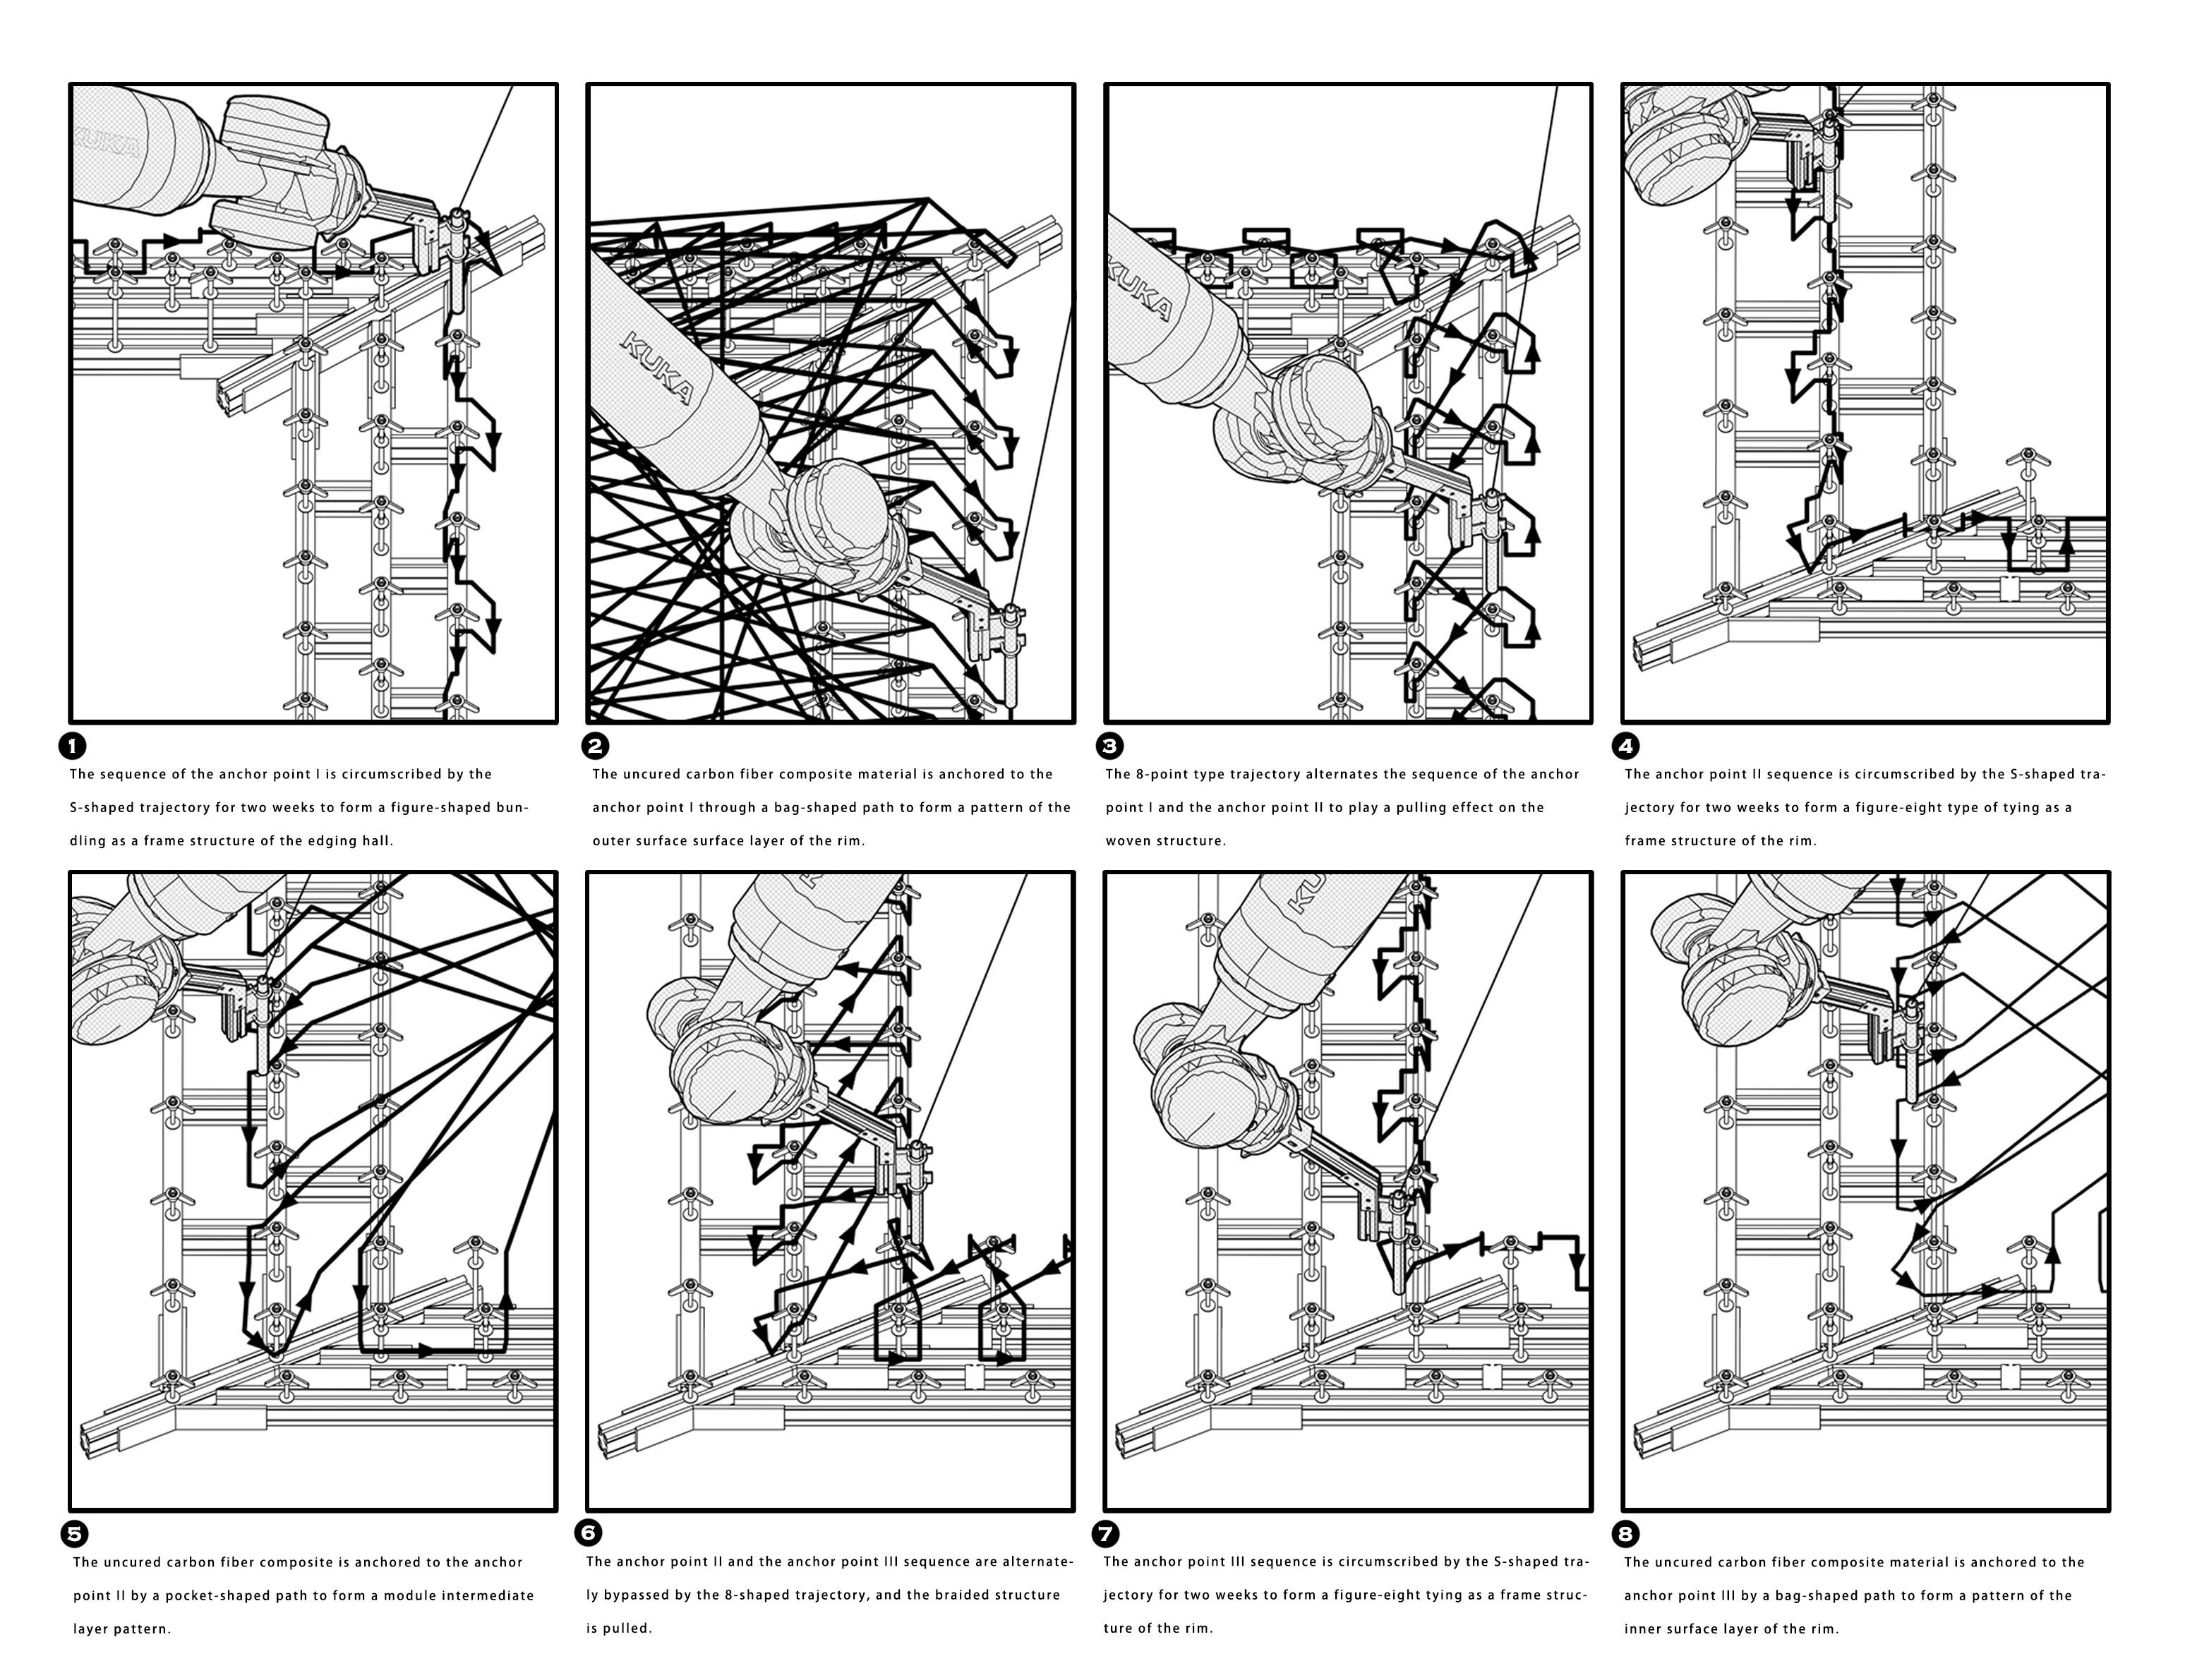 KUKA
KUKA
KUKA
1
The sequence of the anchor point I is circumscribed by the
S-shaped trajectory for two weeks to form a figure-shaped bun-
dling as a frame structure of the edging hall.
2
The uncured carbon fiber composite material is anchored to the
anchor point I through a bag-shaped path to form a pattern of the
outer surface surface layer of the rim.
3
The 8-point type trajectory alternates the sequence of the anchor
point I and the anchor point II to play a pulling effect on the
woven structure.
4
The anchor point II sequence is circumscribed by the S-shaped tra-
jectory for two weeks to form a figure-eight type of tying as a
frame structure of the rim.
KU
5
The uncured carbon fiber composite is anchored to the anchor
point II by a pocket-shaped path to form a module intermediate
layer pattern.
6
The anchor point II and the anchor point III sequence are alternate-
ly bypassed by the 8-shaped trajectory, and the braided structure
is pulled.
7
The anchor point III sequence is circumscribed by the S-shaped tra-
jectory for two weeks to form a figure-eight tying as a frame struc-
ture of the rim.
8
The uncured carbon fiber composite material is anchored to the
anchor point III by a bag-shaped path to form a pattern of the
inner surface layer of the rim.